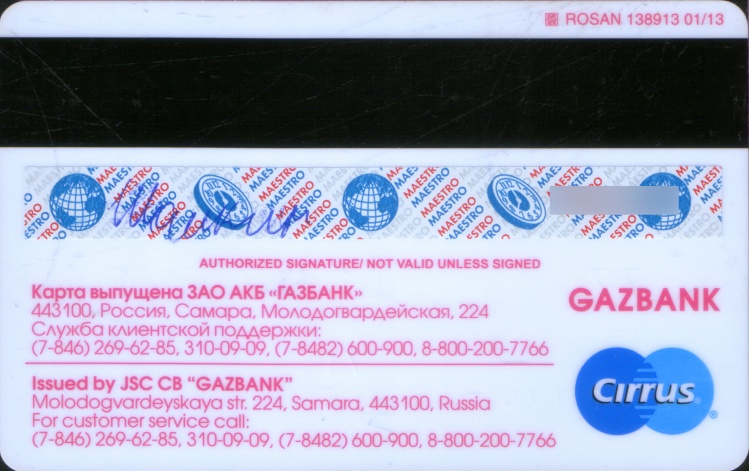 ROSAN 138913 01/13
MAESTRO MAESTRO MAESTRO MAESTRO
AUTHORIZED SIGNATURE/ NOT VALID UNLESS SIGNED
Карта выпущена ЗАО АКБ «ГАЗБАНК»
443100, Россия, Самара, Молодогвардейская, 224
Служба клиентской поддержки:
(7-846) 269-62-85, 310-09-09, (7-8482) 600-900, 8-800-200-7766
GAZBANK
Issued by JSC CB "GAZBANK"
Molodogvardeyskaya str. 224, Samara, 443100, Russia
For customer service call:
(7-846) 269-62-85, 310-09-09, (7-8482) 600-900, 8-800-200-7766
Cirrus®